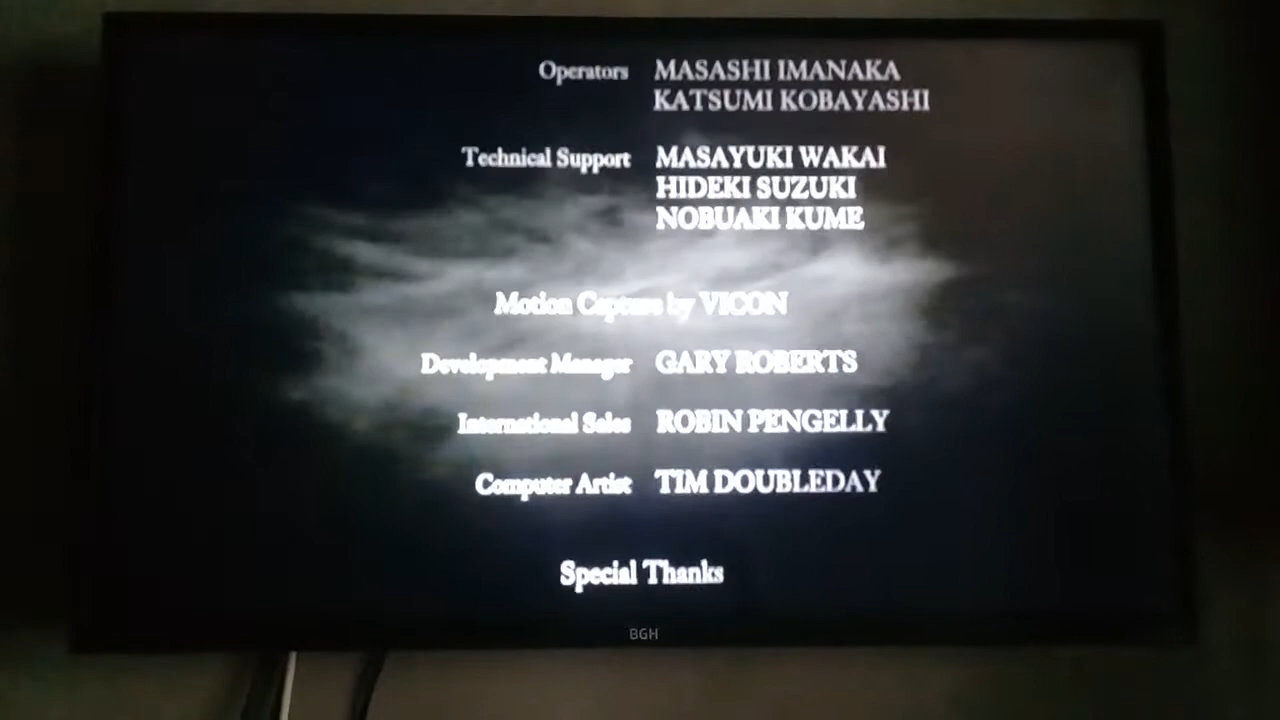 Operators MASASHI IMANAKA
KATSUMI KOBAYASHI
Technical Support MASAYUKI WAKAI
HIDEKI SUZUKI
NOBUAKI KUME
Motion Capture by VICON
Development Manager GARY ROBERTS
International Sales ROBIN PENGELLY
Computer Artist TIM DOUBLEDAY
Special Thanks
BGH